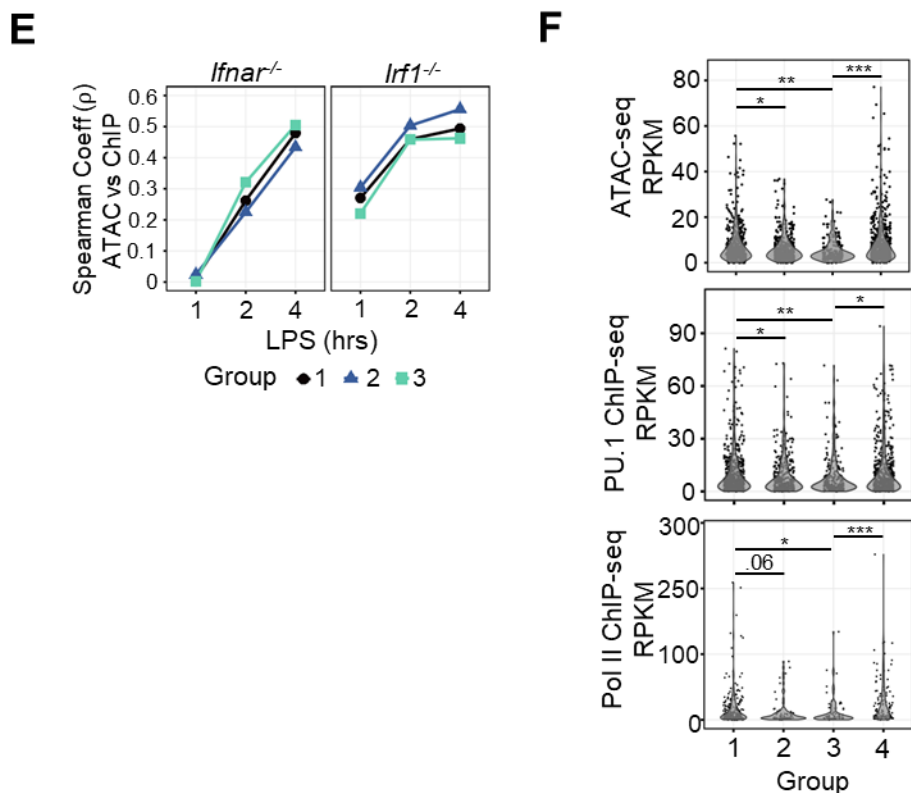 E
Ifnar-/-
Irf1-/-
Spearman Coeff (ρ)
ATAC vs ChIP
0.6
0.5
0.4
0.3
0.2
0.1
0
1 2 4
1 2 4
LPS (hrs)
Group 1 2 3
F
ATAC-seq
RPKM
80
60
40
20
0
***
**
*
PU.1 ChIP-seq
RPKM
90
60
30
0
**
*
*
Pol II ChIP-seq
RPKM
300
250
100
0
***
*
.06
1 2 3 4
Group